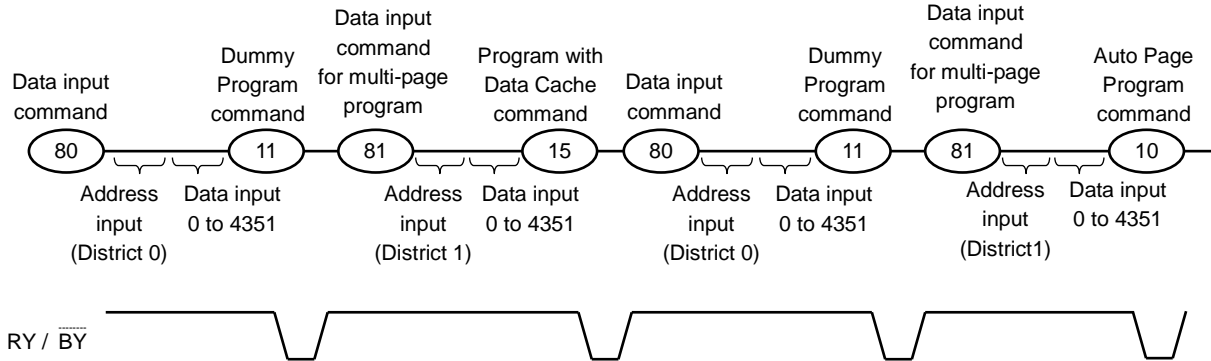 Data input
command
80
Address
input
(District 0)
Data input
0 to 4351
Dummy
Program
command
11
Data input
command
for multi-page
program
81
Address
input
(District 1)
Data input
0 to 4351
Program with
Data Cache
command
15
Data input
command
80
Address
input
(District 0)
Data input
0 to 4351
Dummy
Program
command
11
Data input
command
for multi-page
program
81
Address
input
(District1)
Data input
0 to 4351
Auto Page
Program
command
10
RY / BY